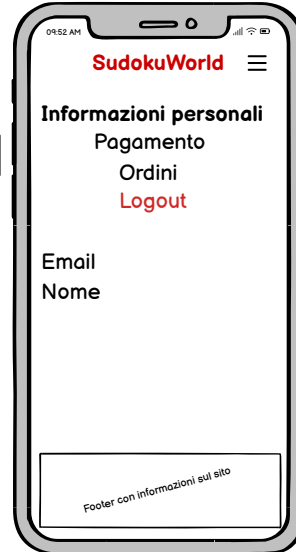 09:52 AM
SudokuWorld
Informazioni personali
Pagamento
Ordini
Logout
Email
Nome
Footer con informazioni sul sito